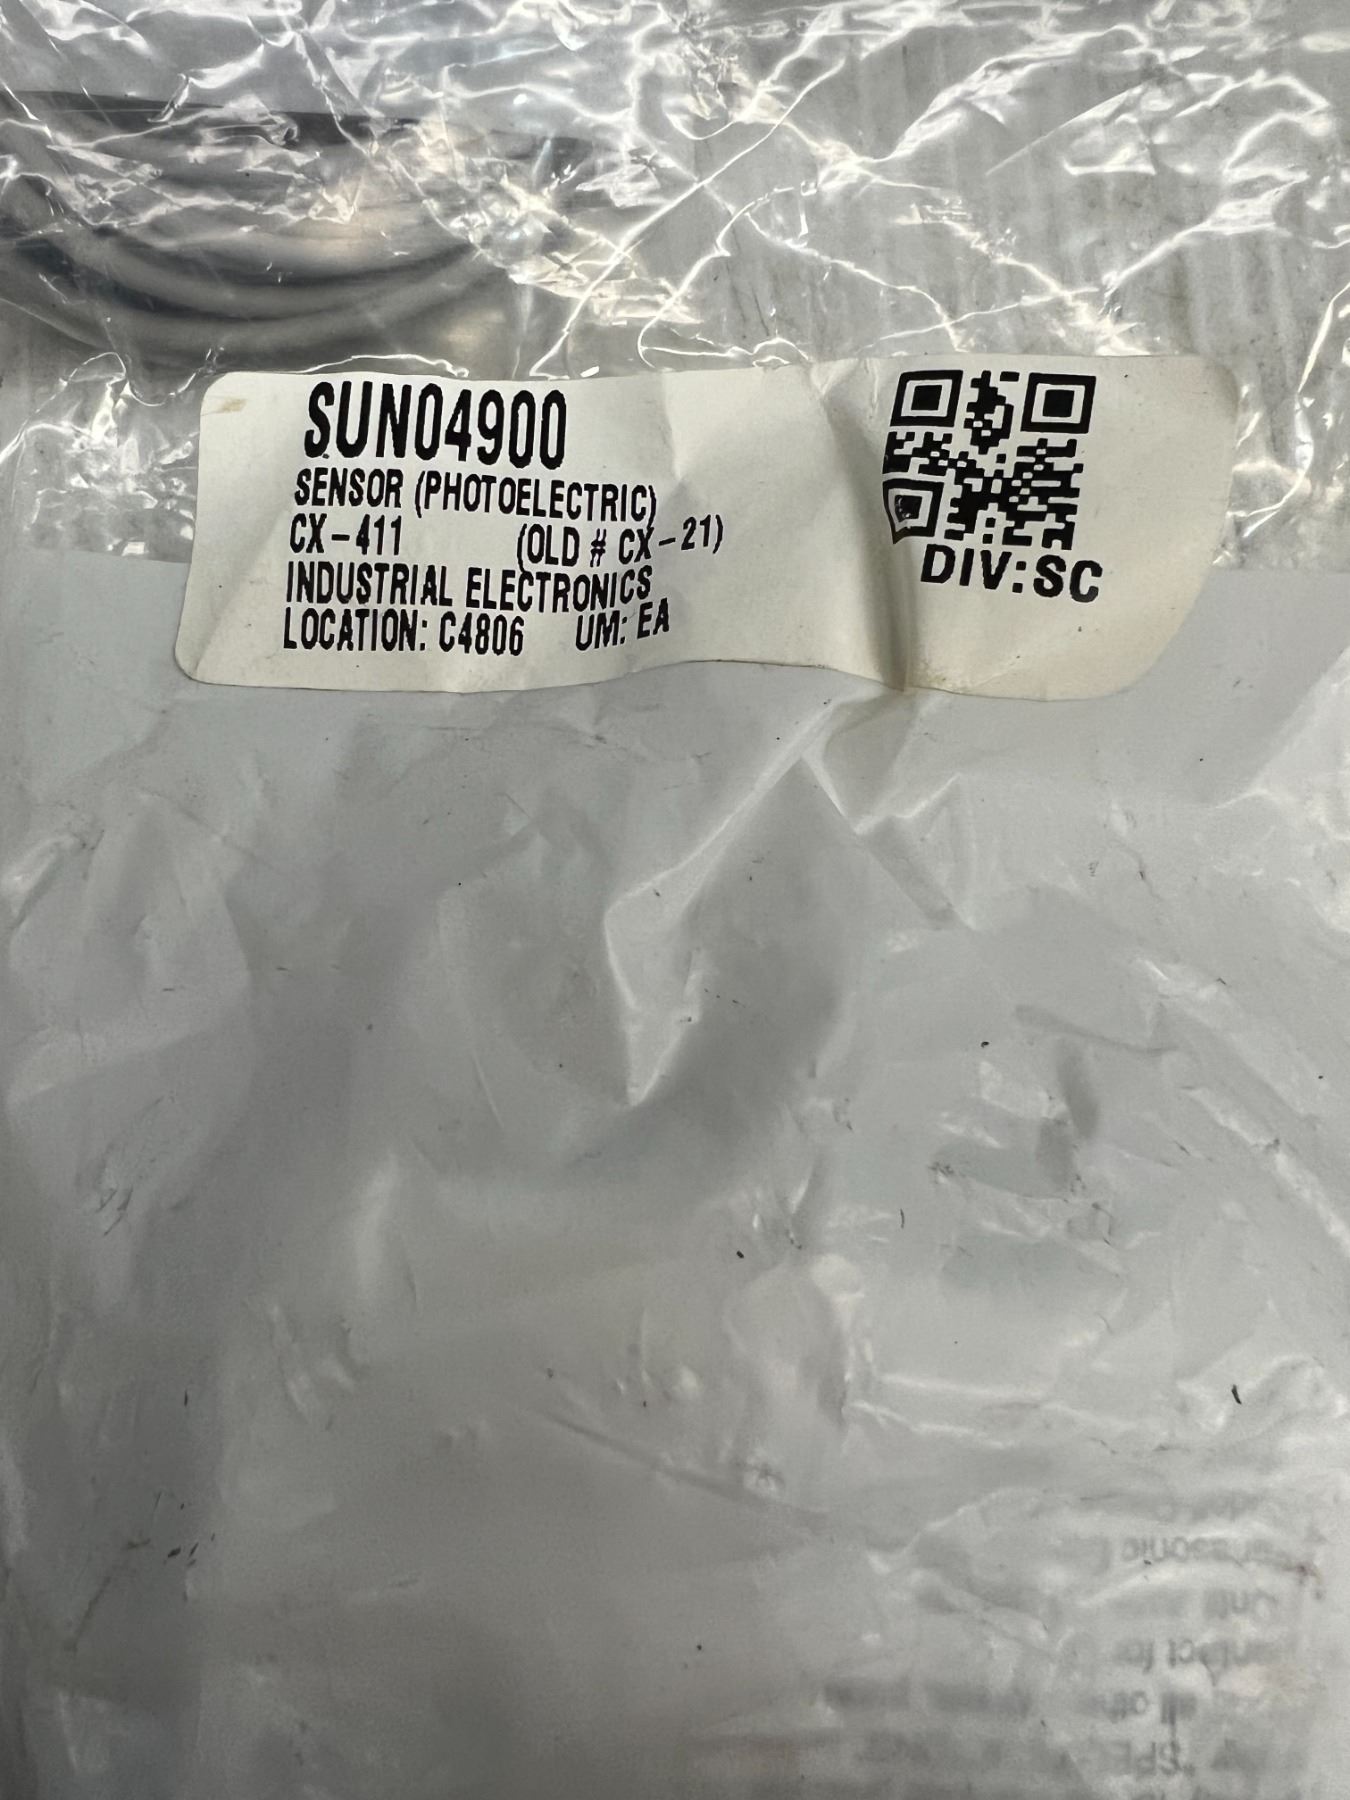 SUN04900
SENSOR (PHOTOELECTRIC)
CX-411 (OLD # CX-21)
INDUSTRIAL ELECTRONICS
LOCATION: C4806 UM: EA
DIV:SC